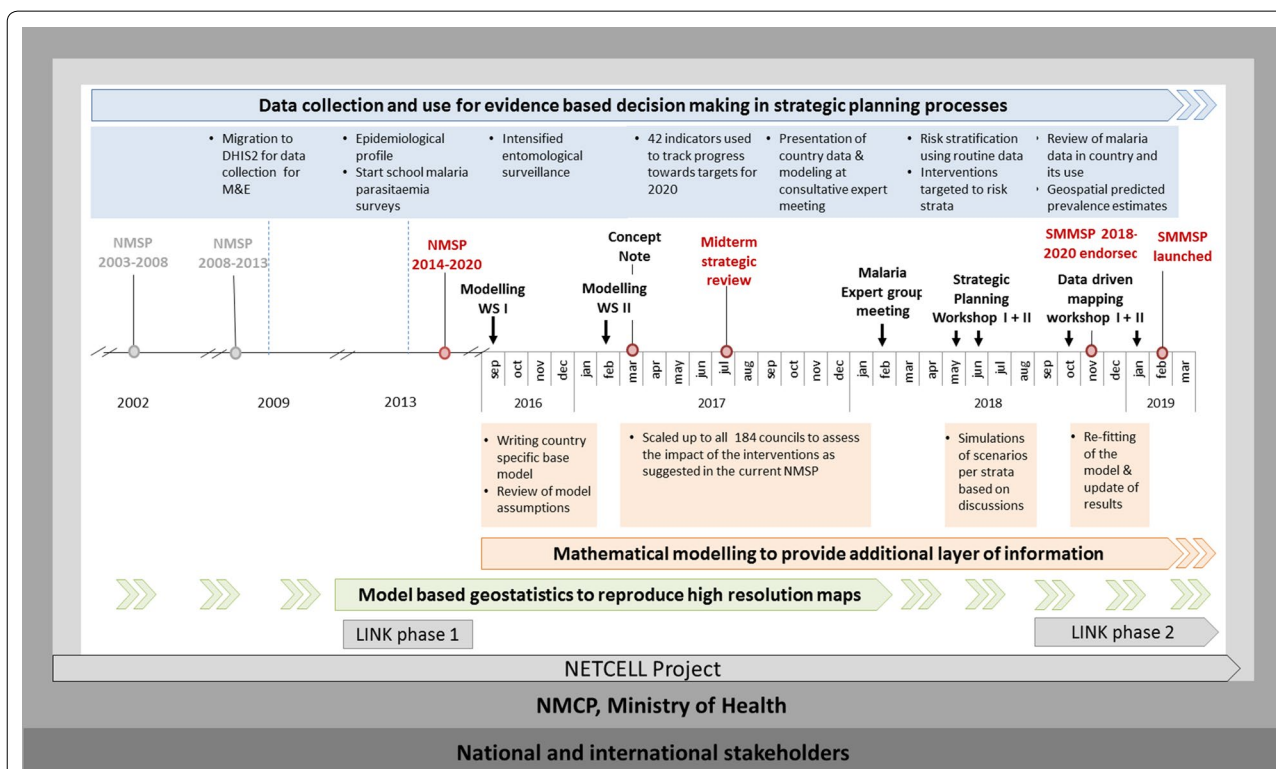 Data collection and use for evidence based decision making in strategic planning processes
• Migration to
DHIS2 for data
collection for
M&E
• Epidemiological
profile
• Start school malaria
parasitaemia
surveys
• Intensified
entomological
surveillance
• 42 indicators used
to track progress
towards targets for
2020
• Presentation of
country data &
modeling at
consultative expert
meeting
• Risk stratification
using routine data
• Interventions
targeted to risk
strata
• Review of malaria
data in country and
its use
• Geospatial predicted
prevalence estimates
NMSP
2003-2008
NMSP
2008-2013
NMSP
2014-2020
Modelling
WS I
Concept
Note
Modelling
WS II
Midterm
strategic
review
Malaria
Expert group
meeting
Strategic
Planning
Workshop I + II
SMMSP 2018-
2020 endorsec
Data driven
mapping
workshop I + II
SMMSP
launched
sep oct nov dec jan feb mar apr may jun jul aug sep oct nov dec jan feb mar apr may jun jul aug sep oct nov dec jan feb mar
2002 2009 2013 2016 2017 2018 2019
• Writing country
specific base
model
• Review of model
assumptions
• Scaled up to all 184 councils to assess
the impact of the interventions as
suggested in the current NMSP
• Simulations of
scenarios
per strata
based on
discussions
• Re-fitting
of the
model &
update of
results
Mathematical modelling to provide additional layer of information
Model based geostatistics to reproduce high resolution maps
LINK phase 1
LINK phase 2
NETCELL Project
NMCP, Ministry of Health
National and international stakeholders